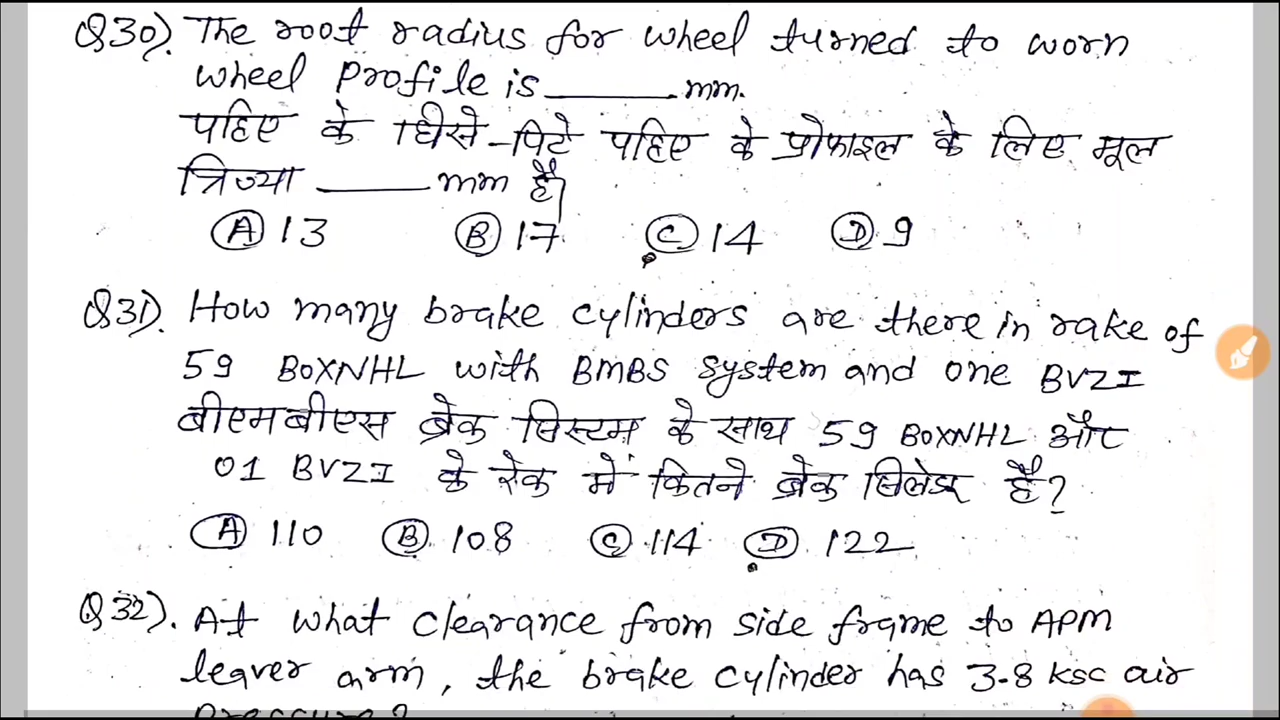 Q30). The root radius for wheel turned to worn
wheel profile is ______ mm.
पहिए के घिसे-पिटे पहिए के प्रोफाइल के लिए मूल
त्रिज्या ______ mm है।
(A) 13 (B) 17 (C) 14 (D) 9
Q31). How many brake cylinders are there in rake of
59 BOXNHL with BMBS system and one BVZI
बीएमबीएस ब्रेक सिस्टम के साथ 59 BOXNHL और
01 BVZI के रेक में कितने ब्रेक सिलेंडर हैं?
(A) 110 (B) 108 (C) 114 (D) 122
Q32). At what clearance from side frame to APM
leaver arm, the brake cylinder has 3.8 ksc air
pressure?